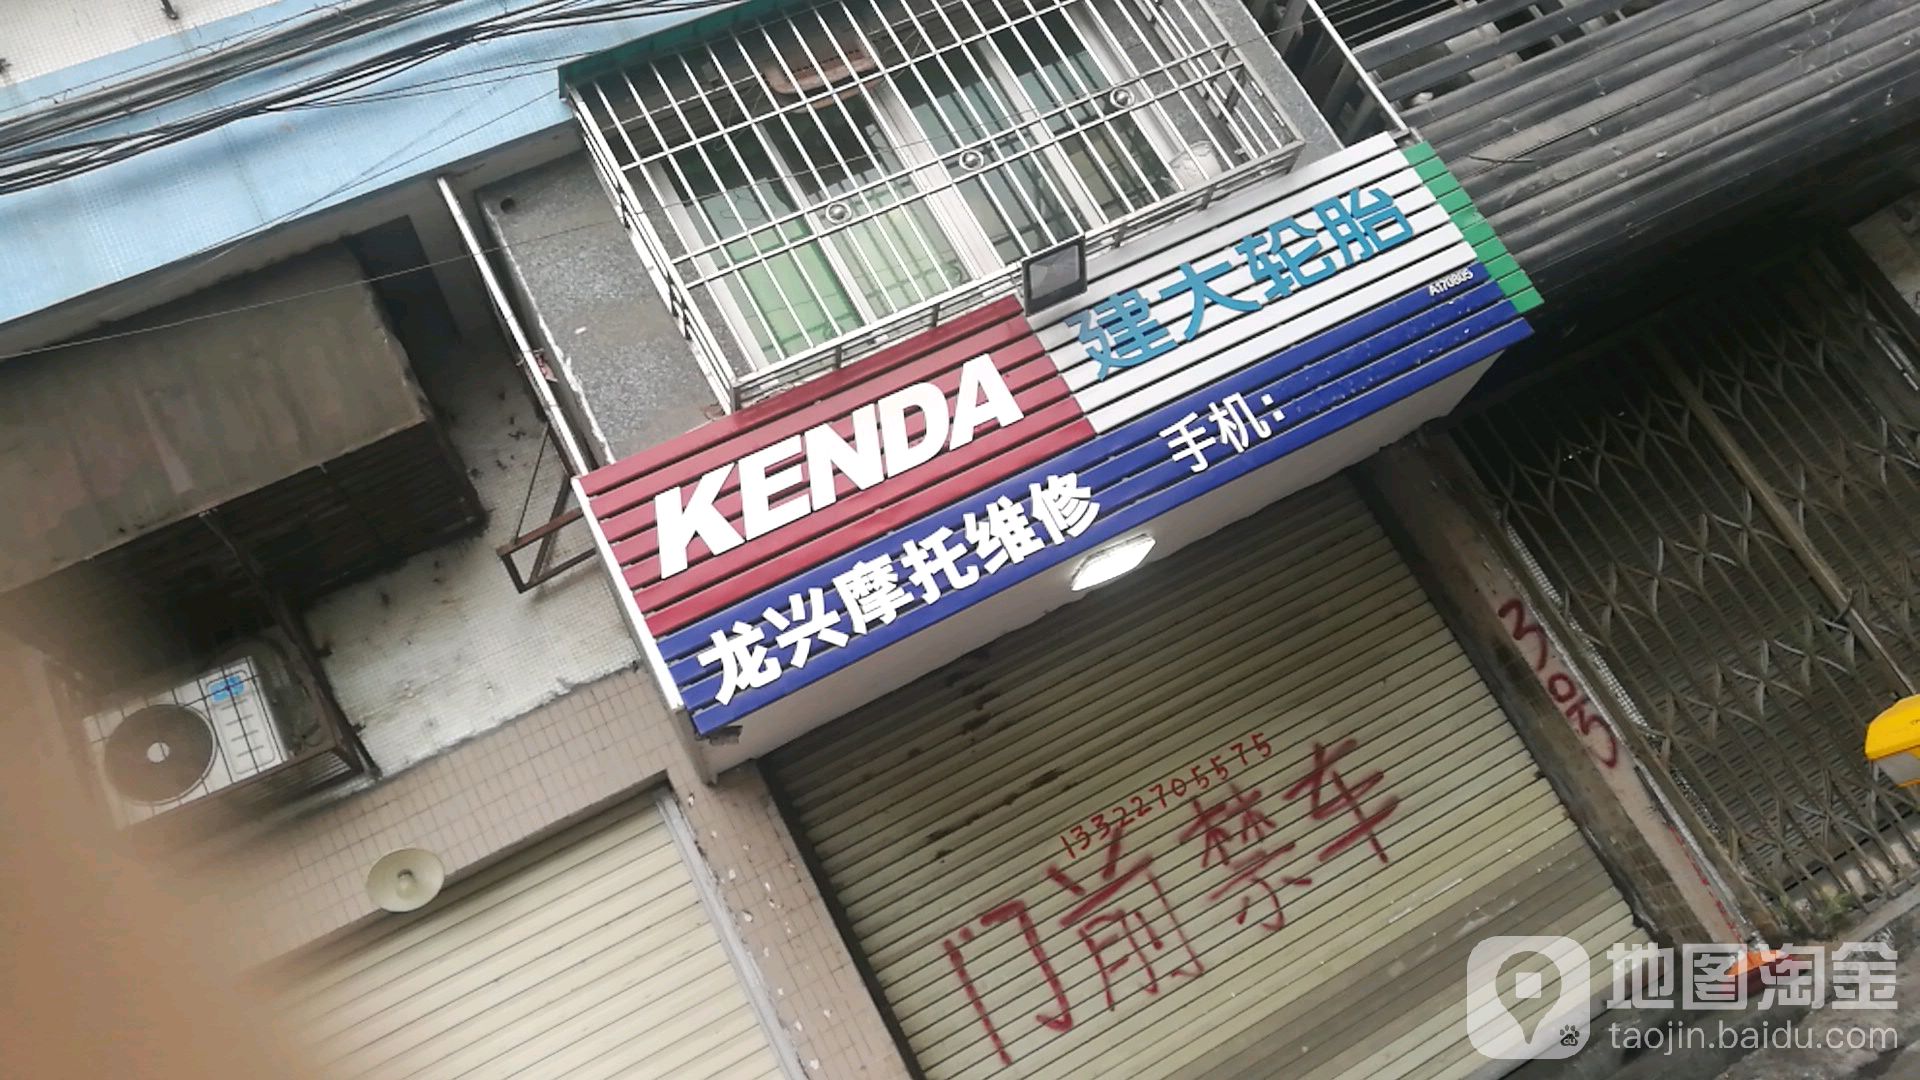 KENDA
建大轮胎
A170805
龙兴摩托维修
手机：
13322705575
门前禁车
地图淘金
taojin.baidu.com